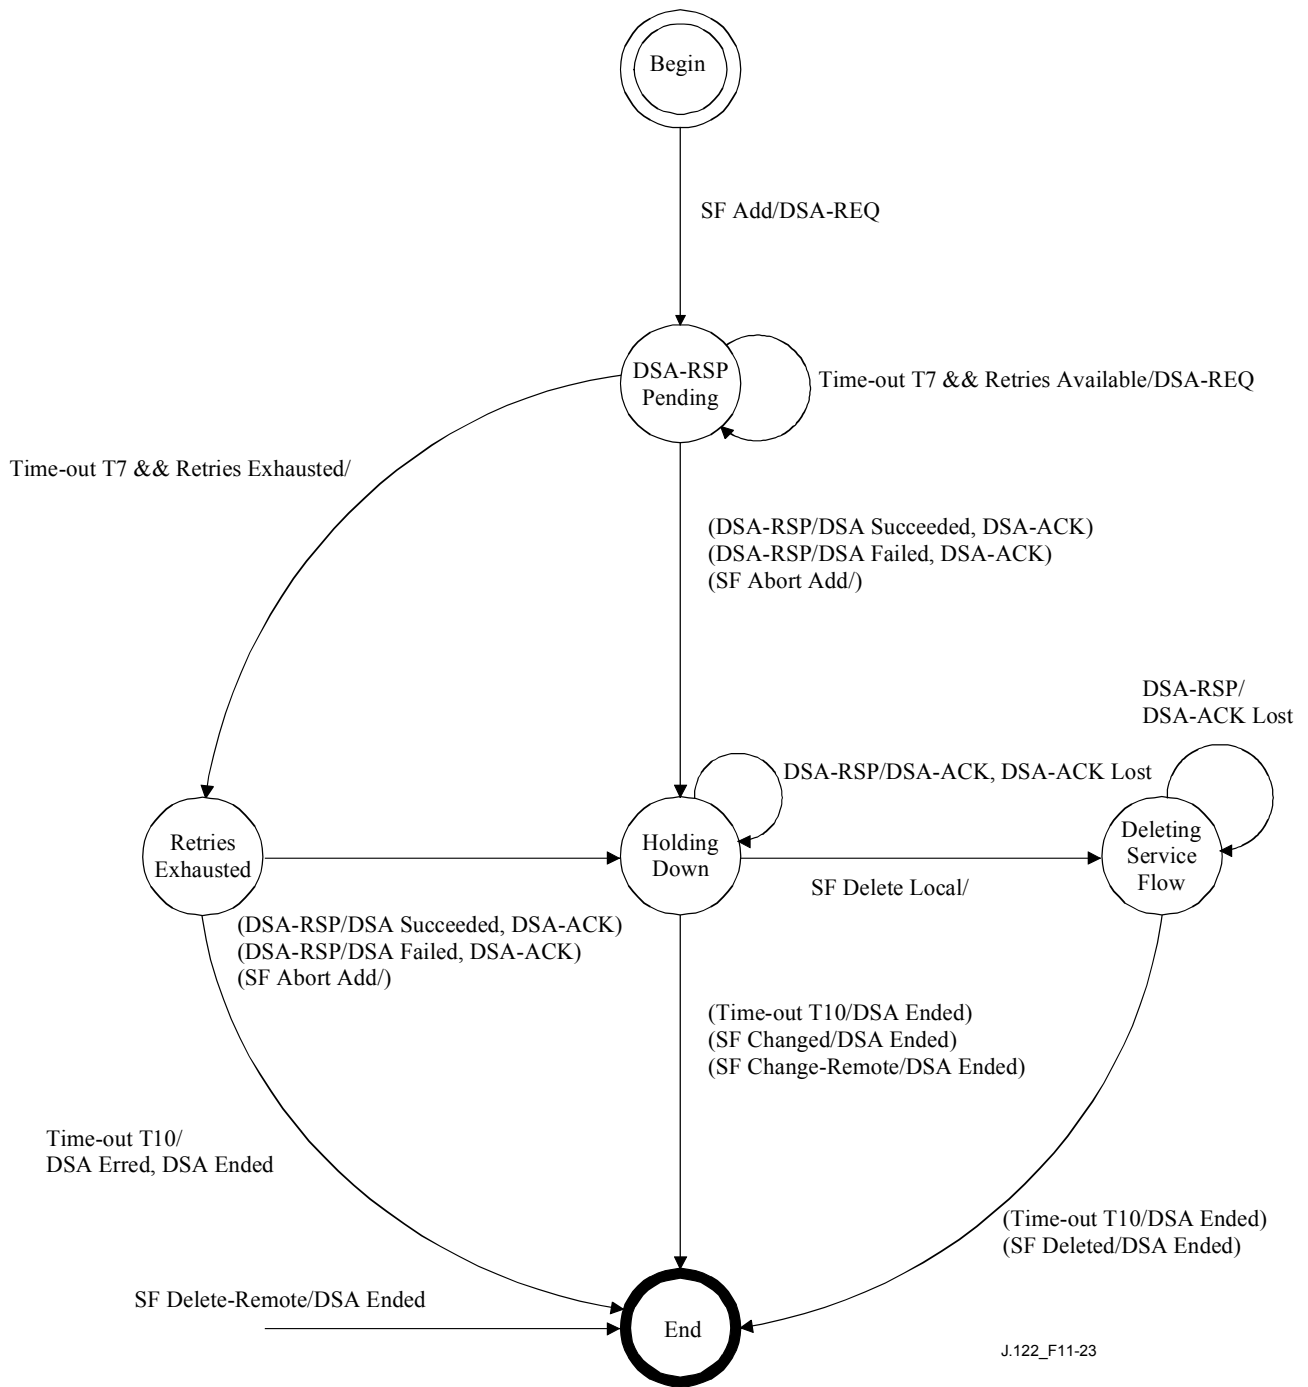 Begin
SF Add/DSA-REQ
DSA-RSP
Pending
Time-out T7 && Retries Available/DSA-REQ
Time-out T7 && Retries Exhausted/
(DSA-RSP/DSA Succeeded, DSA-ACK)
(DSA-RSP/DSA Failed, DSA-ACK)
(SF Abort Add/)
DSA-RSP/
DSA-ACK Lost
DSA-RSP/DSA-ACK, DSA-ACK Lost
Retries
Exhausted
Holding
Down
Deleting
Service
Flow
SF Delete Local/
(DSA-RSP/DSA Succeeded, DSA-ACK)
(DSA-RSP/DSA Failed, DSA-ACK)
(SF Abort Add/)
(Time-out T10/DSA Ended)
(SF Changed/DSA Ended)
(SF Change-Remote/DSA Ended)
Time-out T10/
DSA Erred, DSA Ended
(Time-out T10/DSA Ended)
(SF Deleted/DSA Ended)
SF Delete-Remote/DSA Ended
End
J.122_F11-23